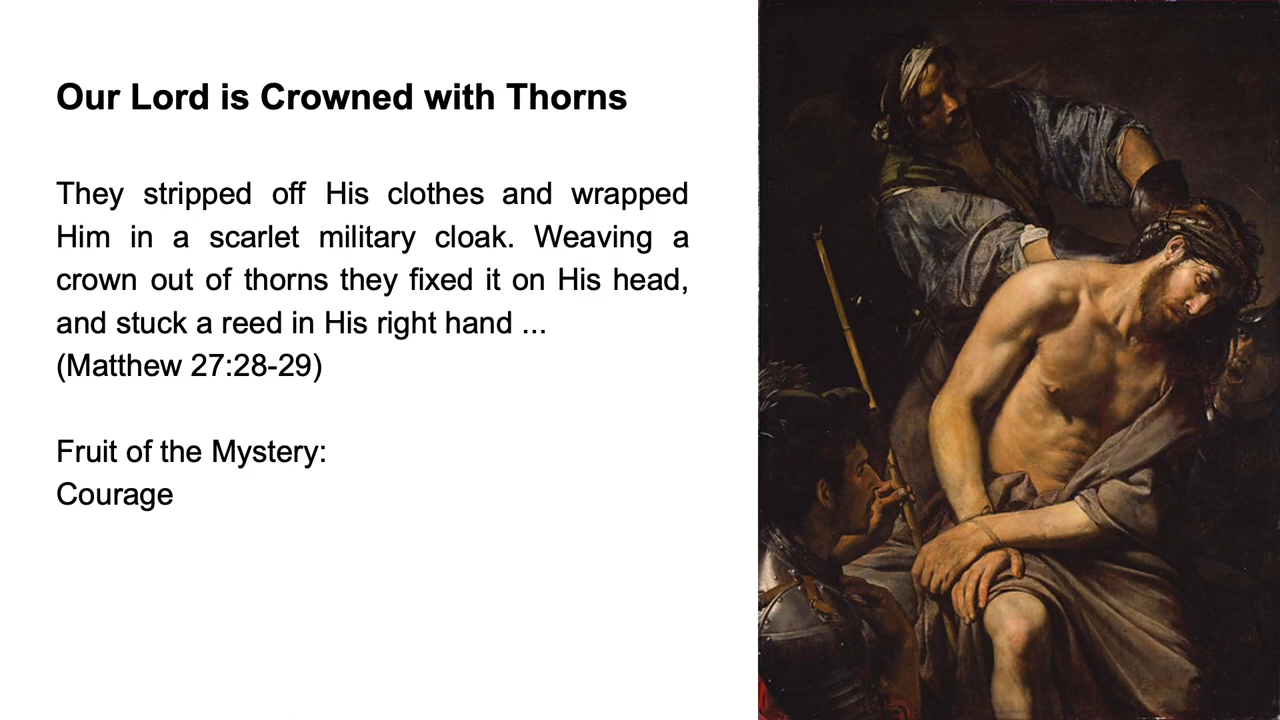 Our Lord is Crowned with Thorns
They stripped off His clothes and wrapped
Him in a scarlet military cloak. Weaving a
crown out of thorns they fixed it on His head,
and stuck a reed in His right hand ...
(Matthew 27:28-29)
Fruit of the Mystery:
Courage